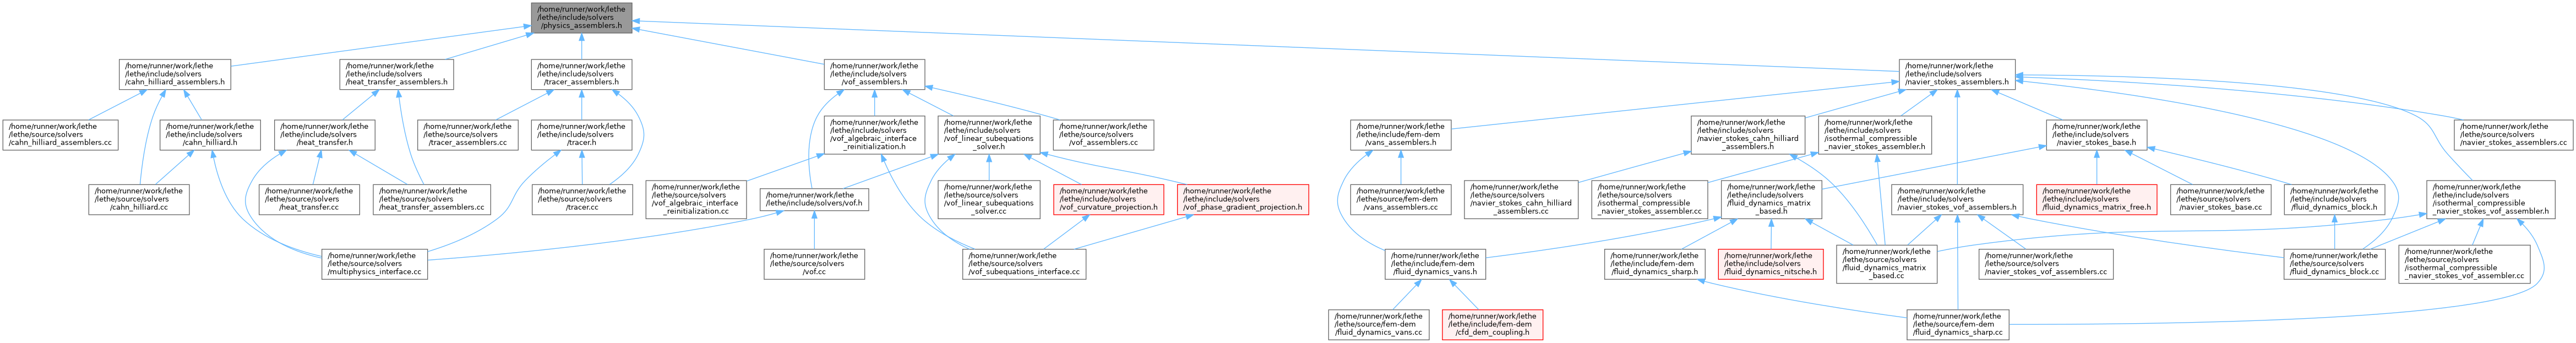 /home/runner/work/lethe
/lethe/include/solvers
/physics_assemblers.h
/home/runner/work/lethe
/lethe/include/solvers
/cahn_hilliard_assemblers.h
/home/runner/work/lethe
/lethe/include/solvers
/heat_transfer_assemblers.h
/home/runner/work/lethe
/lethe/include/solvers
/tracer_assemblers.h
/home/runner/work/lethe
/lethe/include/solvers
/vof_assemblers.h
/home/runner/work/lethe
/lethe/include/solvers
/navier_stokes_assemblers.h
/home/runner/work/lethe
/lethe/source/solvers
/cahn_hilliard_assemblers.cc
/home/runner/work/lethe
/lethe/include/solvers
/cahn_hilliard.h
/home/runner/work/lethe
/lethe/include/solvers
/heat_transfer.h
/home/runner/work/lethe
/lethe/source/solvers
/tracer_assemblers.cc
/home/runner/work/lethe
/lethe/include/solvers
/tracer.h
/home/runner/work/lethe
/lethe/include/solvers
/vof_algebraic_interface
_reinitialization.h
/home/runner/work/lethe
/lethe/include/solvers
/vof_linear_subequations
_solver.h
/home/runner/work/lethe
/lethe/source/solvers
/vof_assemblers.cc
/home/runner/work/lethe
/lethe/include/fem-dem
/vans_assemblers.h
/home/runner/work/lethe
/lethe/include/solvers
/navier_stokes_cahn_hilliard
_assemblers.h
/home/runner/work/lethe
/lethe/include/solvers
/isothermal_compressible
_navier_stokes_assembler.h
/home/runner/work/lethe
/lethe/include/solvers
/navier_stokes_base.h
/home/runner/work/lethe
/lethe/source/solvers
/navier_stokes_assemblers.cc
/home/runner/work/lethe
/lethe/source/solvers
/cahn_hilliard.cc
/home/runner/work/lethe
/lethe/source/solvers
/heat_transfer.cc
/home/runner/work/lethe
/lethe/source/solvers
/heat_transfer_assemblers.cc
/home/runner/work/lethe
/lethe/source/solvers
/tracer.cc
/home/runner/work/lethe
/lethe/source/solvers
/vof_algebraic_interface
_reinitialization.cc
/home/runner/work/lethe
/lethe/include/solvers/vof.h
/home/runner/work/lethe
/lethe/source/solvers
/vof_linear_subequations
_solver.cc
/home/runner/work/lethe
/lethe/include/solvers
/vof_curvature_projection.h
/home/runner/work/lethe
/lethe/include/solvers
/vof_phase_gradient_projection.h
/home/runner/work/lethe
/lethe/source/fem-dem
/vans_assemblers.cc
/home/runner/work/lethe
/lethe/source/solvers
/navier_stokes_cahn_hilliard
_assemblers.cc
/home/runner/work/lethe
/lethe/source/solvers
/isothermal_compressible
_navier_stokes_assembler.cc
/home/runner/work/lethe
/lethe/include/solvers
/fluid_dynamics_matrix
_based.h
/home/runner/work/lethe
/lethe/include/solvers
/navier_stokes_vof_assemblers.h
/home/runner/work/lethe
/lethe/include/solvers
/fluid_dynamics_matrix_free.h
/home/runner/work/lethe
/lethe/source/solvers
/navier_stokes_base.cc
/home/runner/work/lethe
/lethe/include/solvers
/fluid_dynamics_block.h
/home/runner/work/lethe
/lethe/include/solvers
/isothermal_compressible
_navier_stokes_vof_assembler.h
/home/runner/work/lethe
/lethe/source/solvers
/multiphysics_interface.cc
/home/runner/work/lethe
/lethe/source/solvers
/vof.cc
/home/runner/work/lethe
/lethe/source/solvers
/vof_subequations_interface.cc
/home/runner/work/lethe
/lethe/include/fem-dem
/fluid_dynamics_vans.h
/home/runner/work/lethe
/lethe/include/fem-dem
/fluid_dynamics_sharp.h
/home/runner/work/lethe
/lethe/include/solvers
/fluid_dynamics_nitsche.h
/home/runner/work/lethe
/lethe/source/solvers
/fluid_dynamics_matrix
_based.cc
/home/runner/work/lethe
/lethe/source/solvers
/navier_stokes_vof_assemblers.cc
/home/runner/work/lethe
/lethe/source/solvers
/fluid_dynamics_block.cc
/home/runner/work/lethe
/lethe/source/solvers
/isothermal_compressible
_navier_stokes_vof_assembler.cc
/home/runner/work/lethe
/lethe/source/fem-dem
/fluid_dynamics_vans.cc
/home/runner/work/lethe
/lethe/include/fem-dem
/cfd_dem_coupling.h
/home/runner/work/lethe
/lethe/source/fem-dem
/fluid_dynamics_sharp.cc